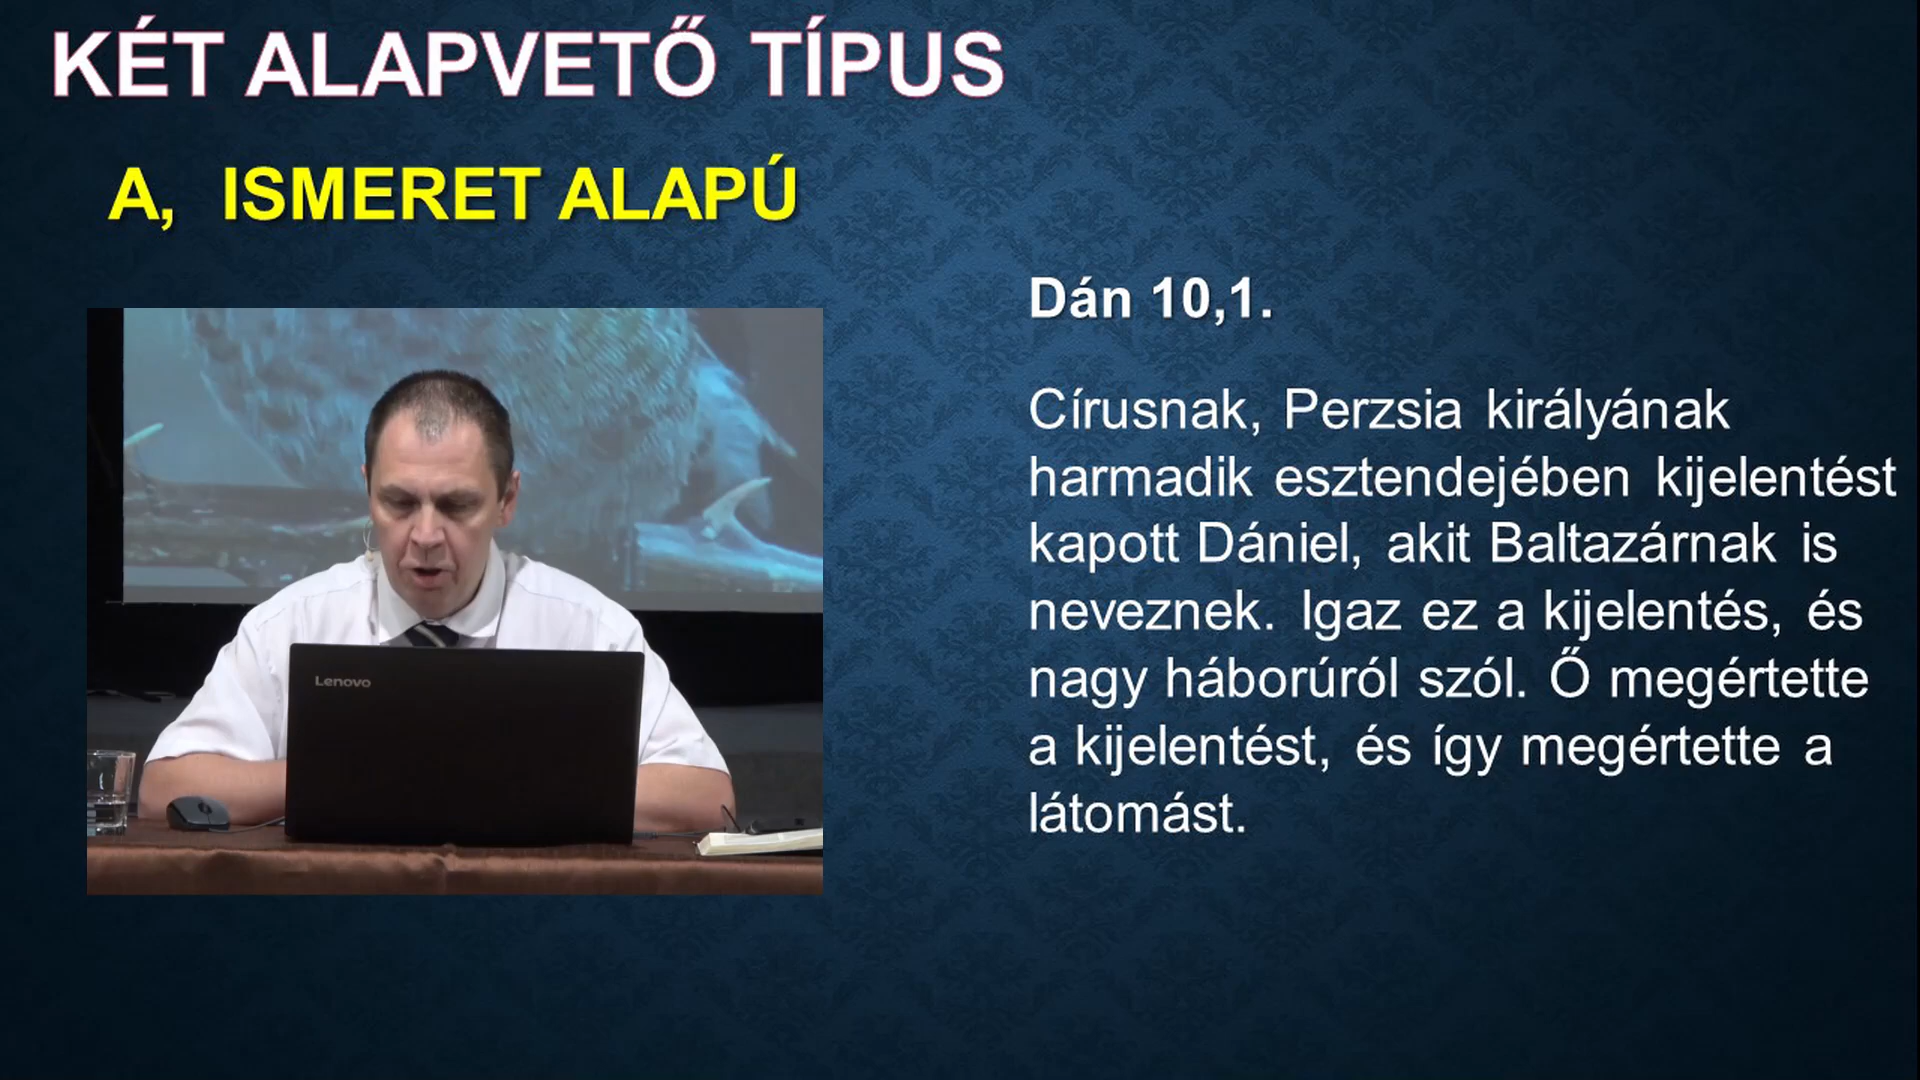 KÉT ALAPVETŐ TÍPUS
A, ISMERET ALAPÚ
Dán 10,1.
Círusnak, Perzsia királyának
harmadik esztendejében kijelentést
kapott Dániel, akit Baltazárnak is
neveznek. Igaz ez a kijelentés, és
nagy háborúról szól. Ő megértette
a kijelentést, és így megértette a
látomást.
Lenovo